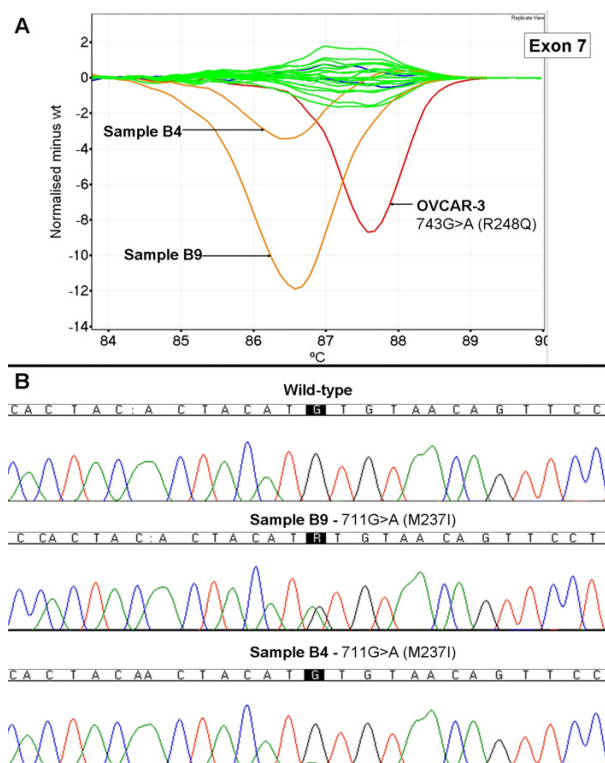 A
Replicate View
Exon 7
Normalised minus wt
2
0
-2
-4
-6
-8
-10
-12
-14
Sample B4
Sample B9
OVCAR-3
743G>A (R248Q)
84 85 86 87 88 89 90
ºC
B
Wild-type
C A C T A C : A C T A C A T G T G T A A C A G T T C C
Sample B9 - 711G>A (M237I)
C C A C T A C : A C T A C A T R T G T A A C A G T T C C T
Sample B4 - 711G>A (M237I)
C A C T A C A A C T A C A T G T G T A A C A G T T C C